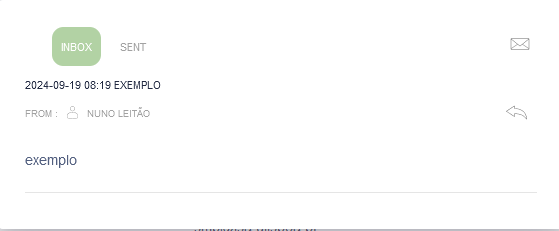 INBOX SENT
2024-09-19 08:19 EXEMPLO
FROM : NUNO LEITÃO
exemplo